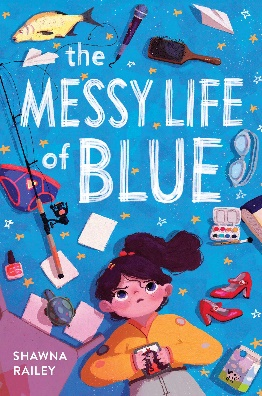 the
MESSY LIFE
of BLUE
SHAWNA
RAILEY